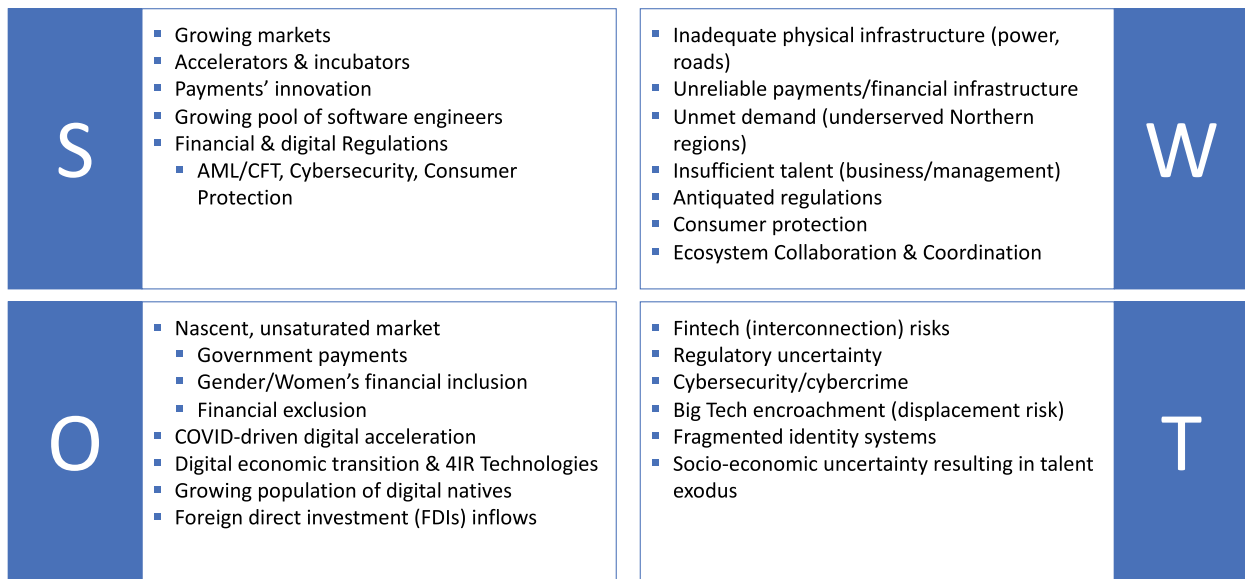 S
Growing markets
Accelerators & incubators
Payments’ innovation
Growing pool of software engineers
Financial & digital Regulations
AML/CFT, Cybersecurity, Consumer
Protection
Inadequate physical infrastructure (power,
roads)
Unreliable payments/financial infrastructure
Unmet demand (underserved Northern
regions)
Insufficient talent (business/management)
Antiquated regulations
Consumer protection
Ecosystem Collaboration & Coordination
W
O
Nascent, unsaturated market
Government payments
Gender/Women’s financial inclusion
Financial exclusion
COVID-driven digital acceleration
Digital economic transition & 4IR Technologies
Growing population of digital natives
Foreign direct investment (FDIs) inflows
Fintech (interconnection) risks
Regulatory uncertainty
Cybersecurity/cybercrime
Big Tech encroachment (displacement risk)
Fragmented identity systems
Socio-economic uncertainty resulting in talent
exodus
T